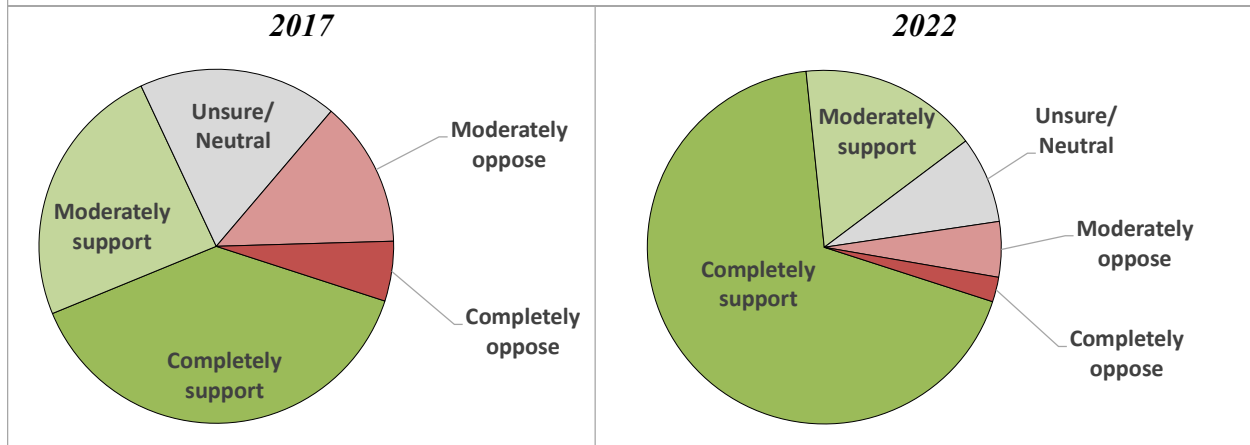 2017
Unsure/
Neutral
Moderately
oppose
Moderately
support
Completely
oppose
Completely
support
2022
Moderately
support
Unsure/
Neutral
Moderately
oppose
Completely
support
Completely
oppose